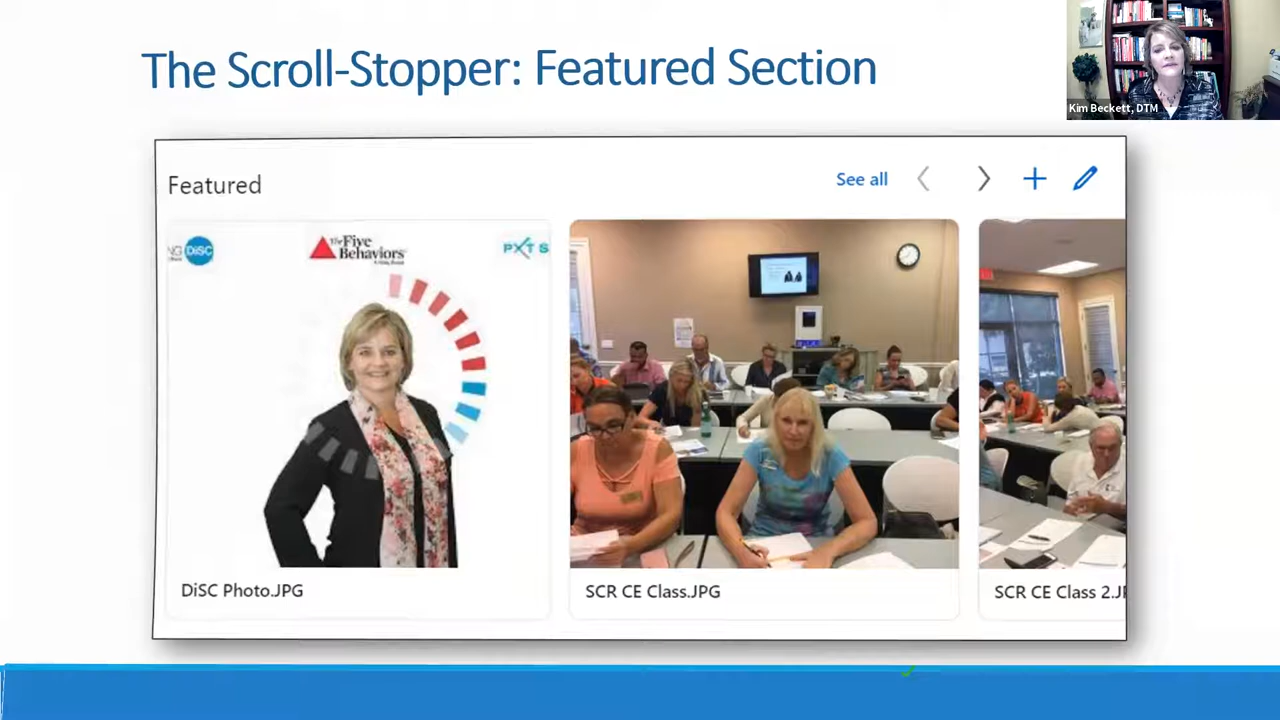 The Scroll-Stopper: Featured Section
Kim Beckett, DTM
Featured
See all
NG DiSC
The Five
Behaviors
PXT S
DiSC Photo.JPG
SCR CE Class.JPG
SCR CE Class 2.J